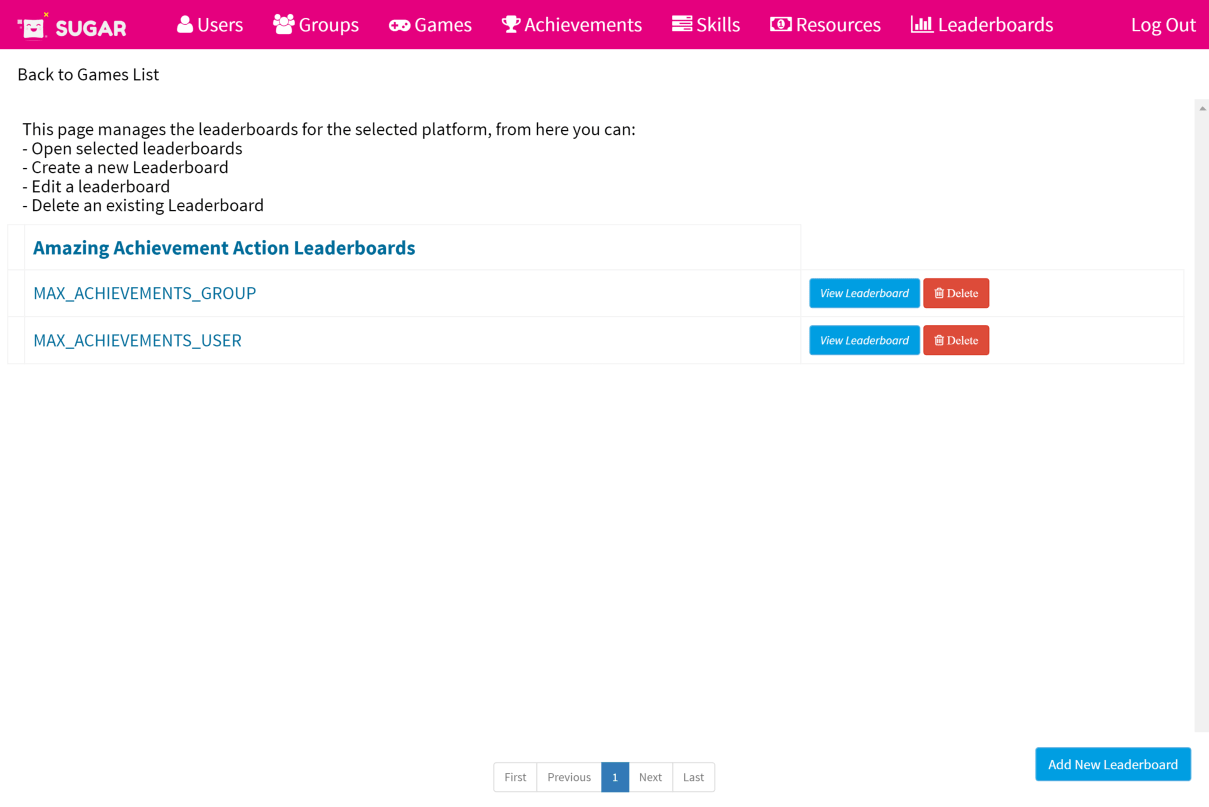 SUGAR Users Groups Games Achievements Skills Resources Leaderboards Log Out
Back to Games List
This page manages the leaderboards for the selected platform, from here you can:
- Open selected leaderboards
- Create a new Leaderboard
- Edit a leaderboard
- Delete an existing Leaderboard
Amazing Achievement Action Leaderboards
MAX_ACHIEVEMENTS_GROUP View Leaderboard Delete
MAX_ACHIEVEMENTS_USER View Leaderboard Delete
Add New Leaderboard
First Previous 1 Next Last